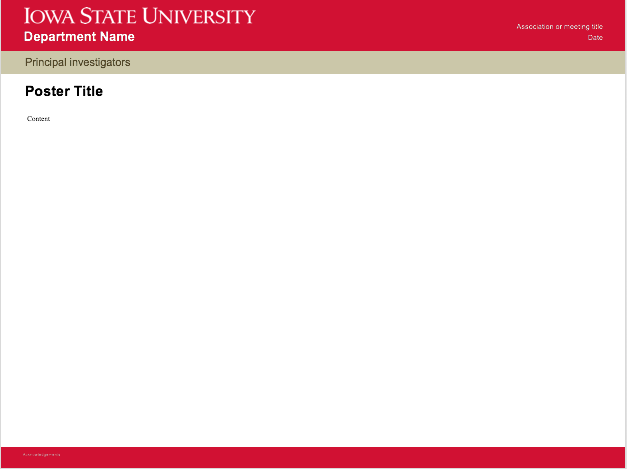 IOWA STATE UNIVERSITY
Department Name
Association or meeting title
Date
Principal investigators
Poster Title
Content